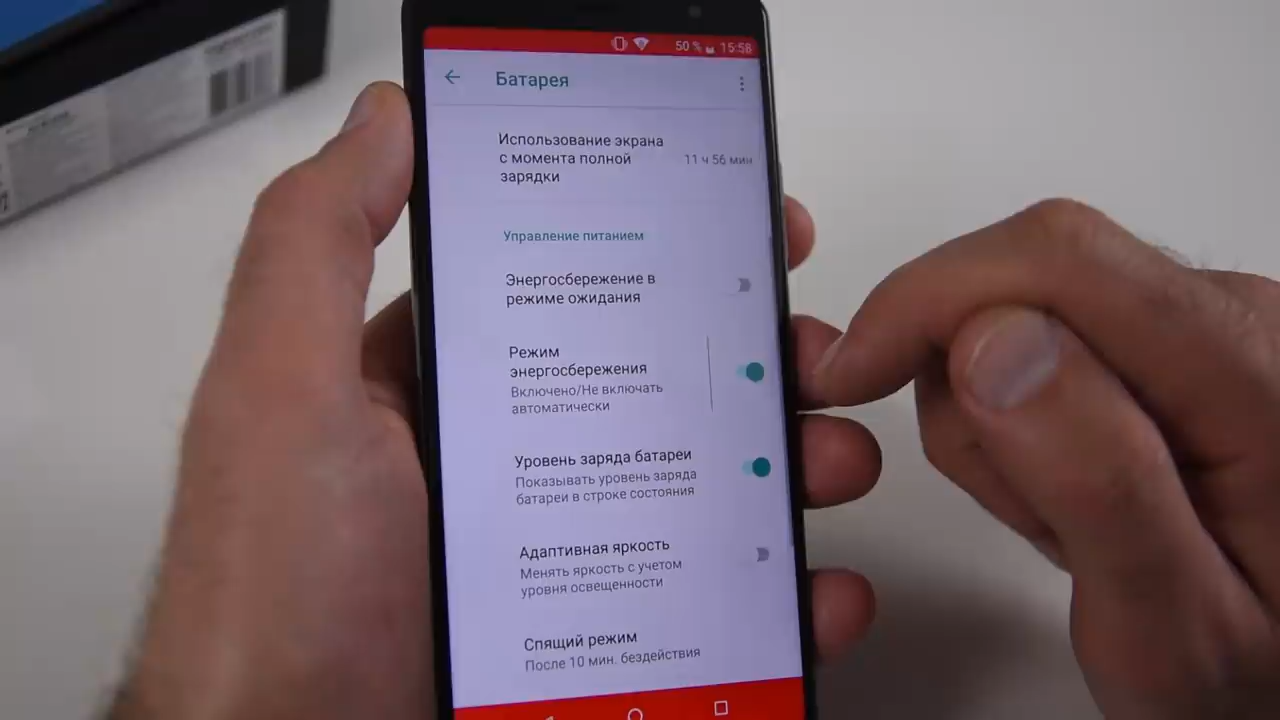 50 % 15:58
Батарея
Использование экрана
с момента полной
зарядки
11 ч 56 мин
Управление питанием
Энергосбережение в
режиме ожидания
Режим
энергосбережения
Включено/Не включать
автоматически
Уровень заряда батареи
Показывать уровень заряда
батареи в строке состояния
Адаптивная яркость
Менять яркость с учетом
уровня освещенности
Спящий режим
После 10 мин. бездействия